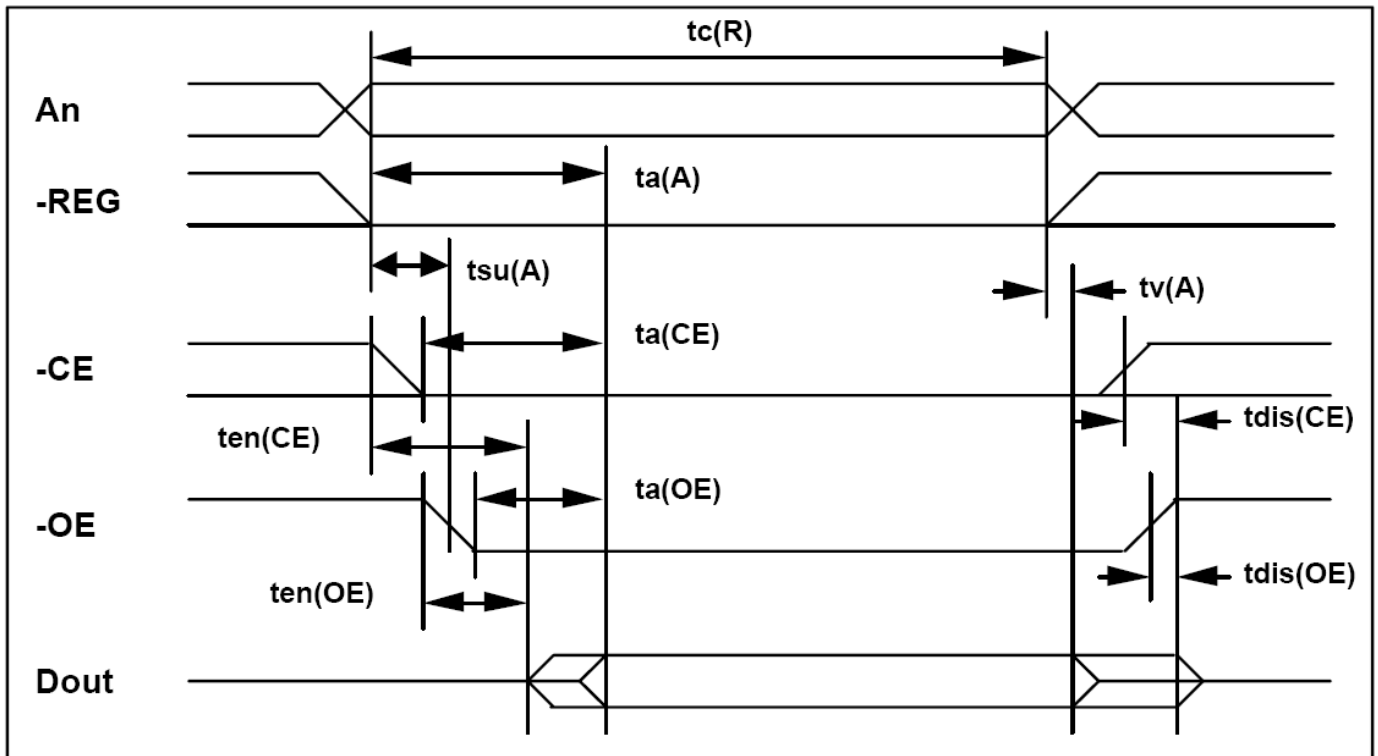 tc(R)
An
ta(A)
-REG
tsu(A)
tv(A)
ta(CE)
-CE
tdis(CE)
ten(CE)
ta(OE)
-OE
tdis(OE)
ten(OE)
Dout